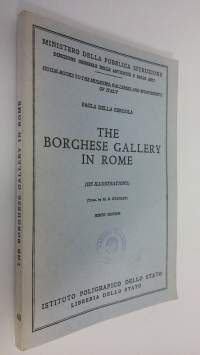 MINISTERO DELLA PUBBLICA ISTRUZIONE
DIREZIONE GENERALE DELLE ANTICHITÀ E BELLE ARTI
GUIDE-BOOKS TO THE MUSEUMS, GALLERIES AND MONUMENTS
OF ITALY
PAOLA DELLA PERGOLA
THE
BORGHESE GALLERY
IN ROME
(121 ILLUSTRATIONS)
EDITION
ISTITUTO POLIGRAFICO DELLO STATO
LIBRERIA DELLO STATO
THE BORGHESE GALLERY IN ROME